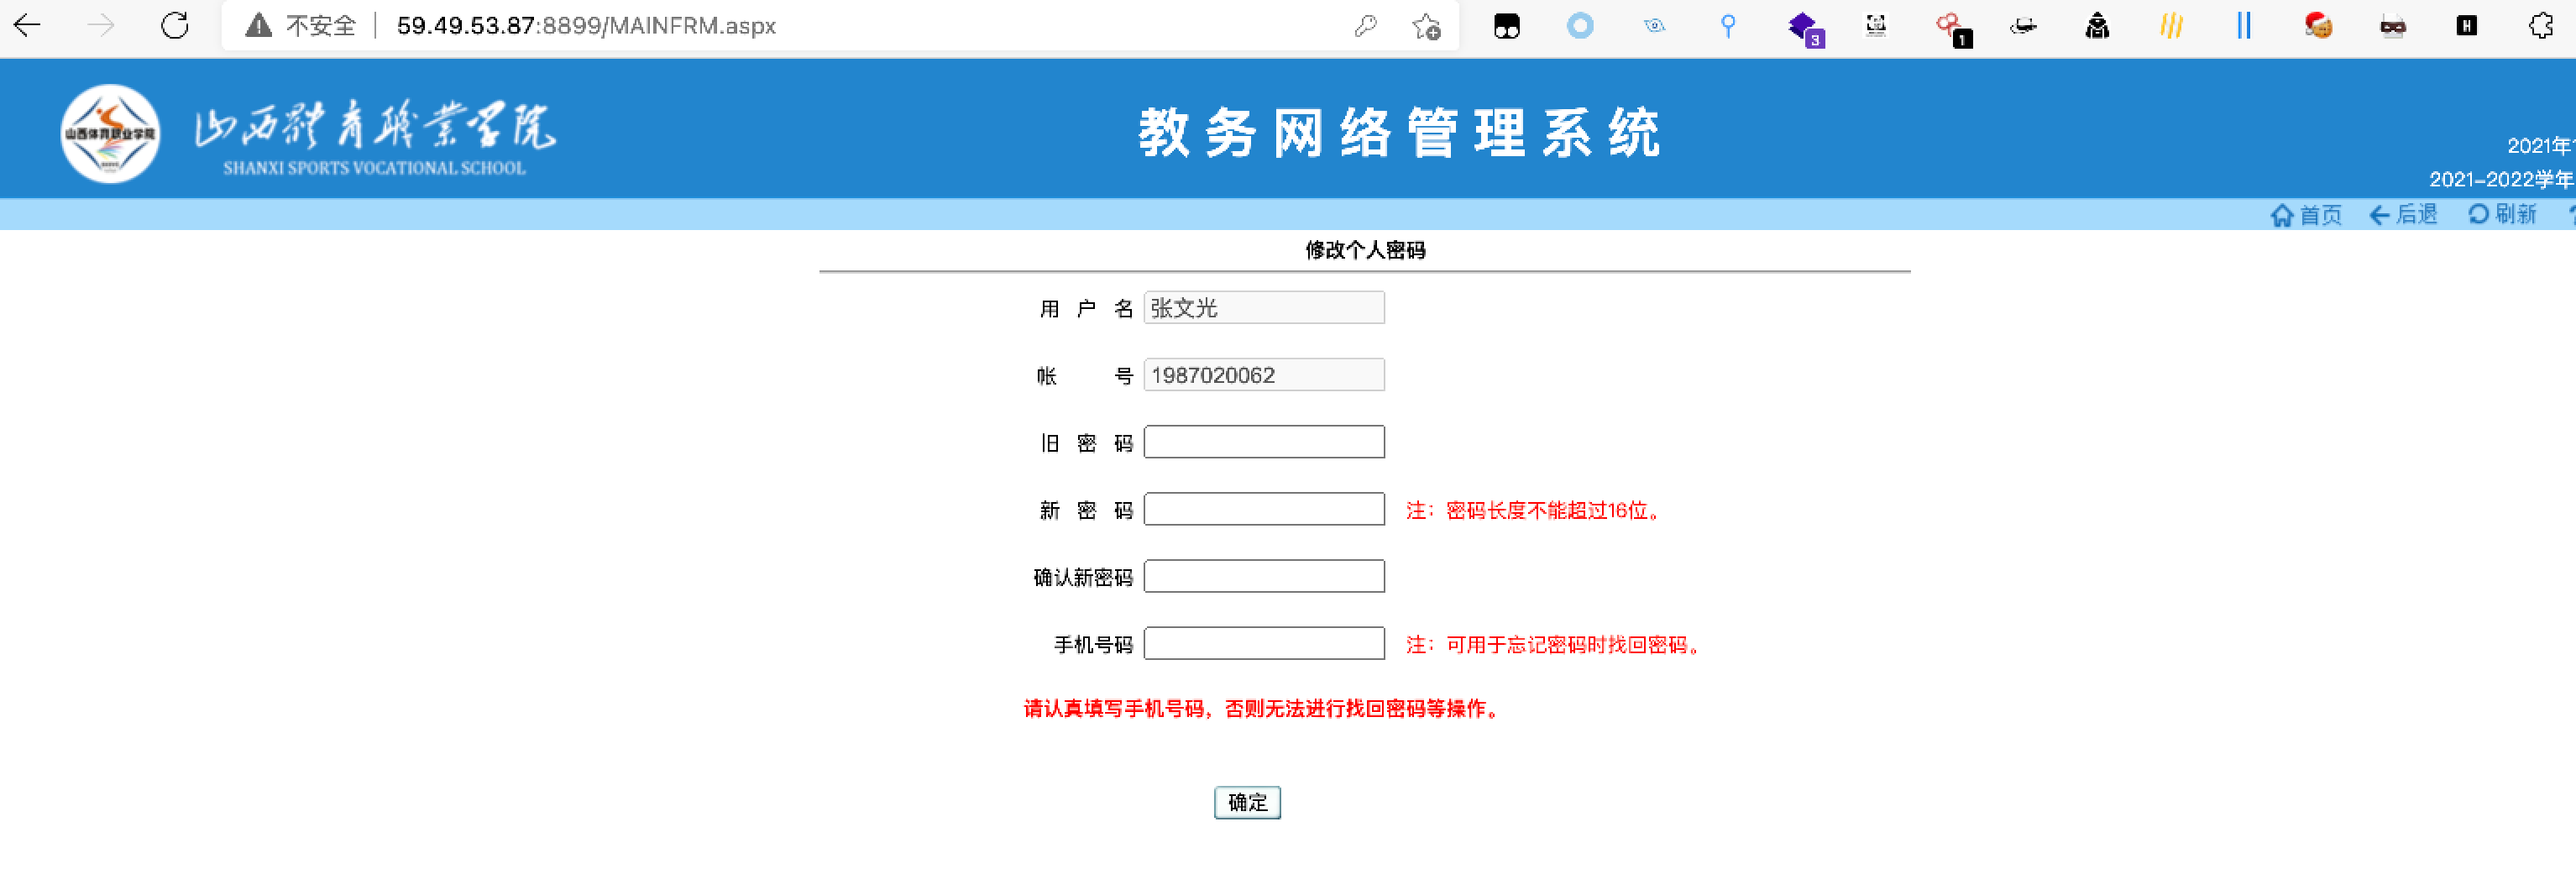 不安全 59.49.53.87:8899/MAINFRM.aspx
3
1
H
山西体育职业学院
山西體育職業学院
SHANXI SPORTS VOCATIONAL SCHOOL
教务网络管理系统
2021年
2021-2022学年
首页 后退 刷新
修改个人密码
用 户 名 张文光
帐 号 1987020062
旧 密 码
新 密 码 注：密码长度不能超过16位。
确认新密码
手机号码 注：可用于忘记密码时找回密码。
请认真填写手机号码，否则无法进行找回密码等操作。
确定